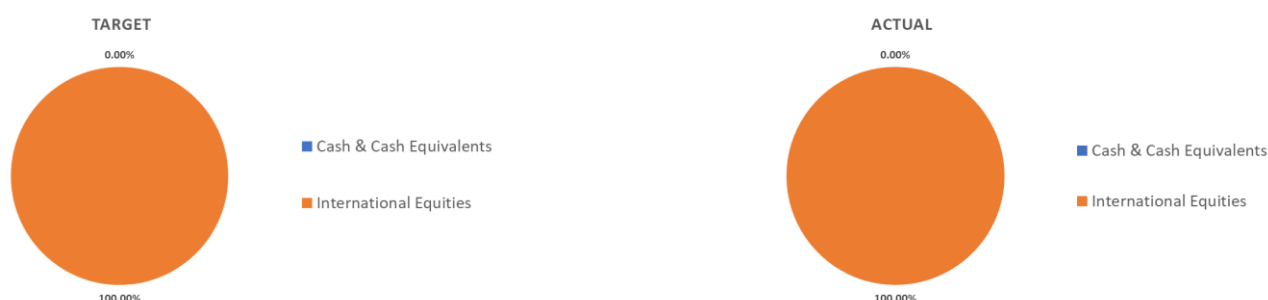 TARGET
0.00%
Cash & Cash Equivalents
International Equities
100.00%
ACTUAL
0.00%
Cash & Cash Equivalents
International Equities
100.00%